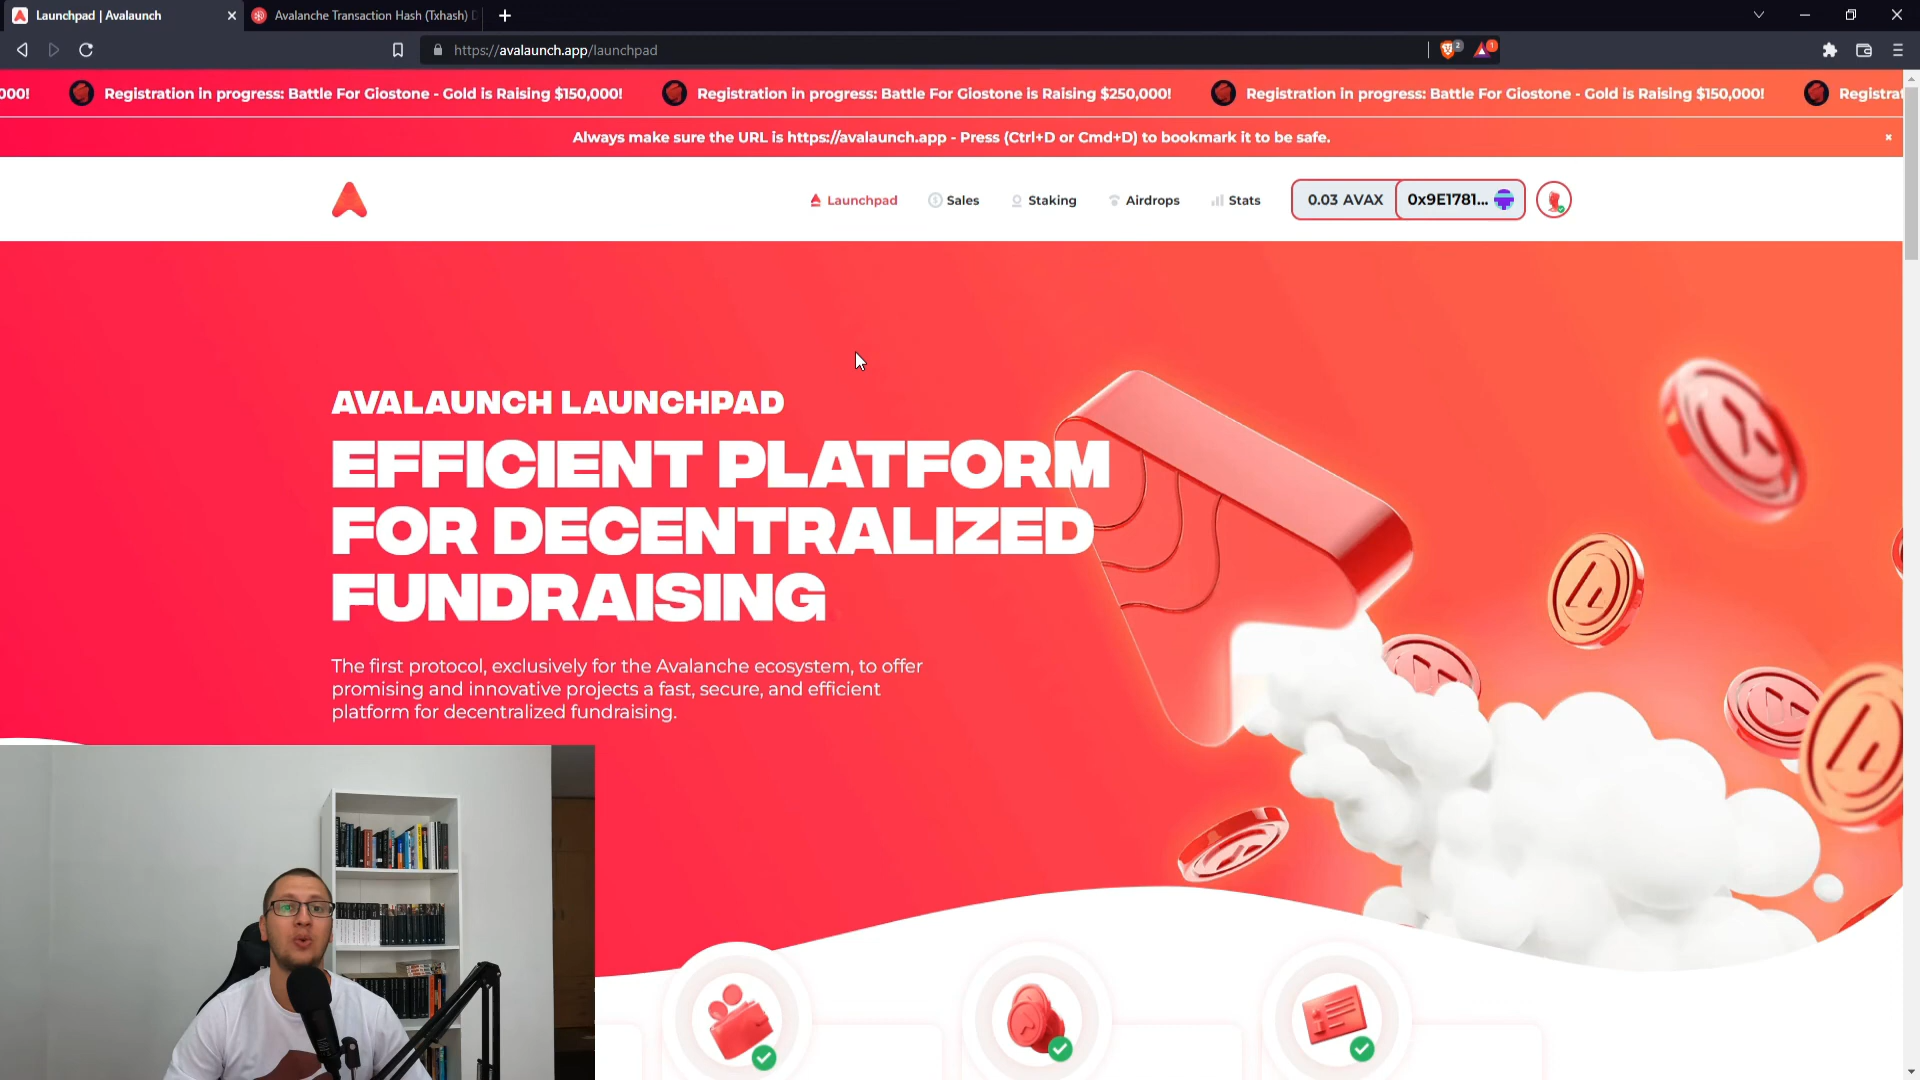 Launchpad | Avalaunch
Avalanche Transaction Hash (Txhash)
https://avalaunch.app/launchpad
2
1
000!
Registration in progress: Battle For Giostone - Gold is Raising $150,000!
Registration in progress: Battle For Giostone is Raising $250,000!
Registration in progress: Battle For Giostone - Gold is Raising $150,000!
Registrat
Always make sure the URL is https://avalaunch.app - Press (Ctrl+D or Cmd+D) to bookmark it to be safe.
Launchpad
Sales
Staking
Airdrops
Stats
0.03 AVAX
0x9E1781...
AVALAUNCH LAUNCHPAD
EFFICIENT PLATFORM
FOR DECENTRALIZED
FUNDRAISING
The first protocol, exclusively for the Avalanche ecosystem, to offer
promising and innovative projects a fast, secure, and efficient
platform for decentralized fundraising.